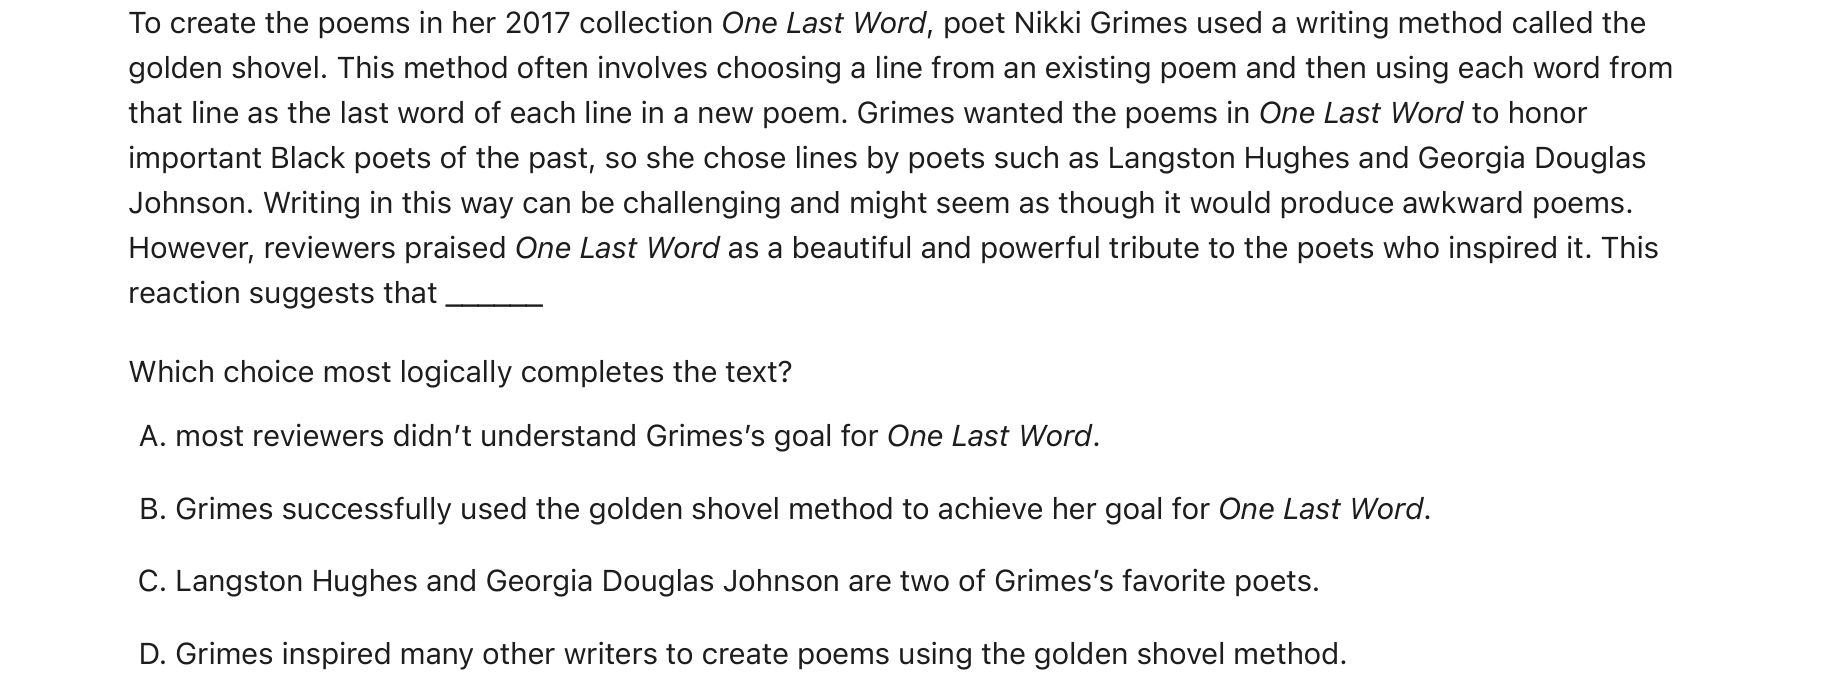 To create the poems in her 2017 collection One Last Word, poet Nikki Grimes used a writing method called the
golden shovel. This method often involves choosing a line from an existing poem and then using each word from
that line as the last word of each line in a new poem. Grimes wanted the poems in One Last Word to honor
important Black poets of the past, so she chose lines by poets such as Langston Hughes and Georgia Douglas
Johnson. Writing in this way can be challenging and might seem as though it would produce awkward poems.
However, reviewers praised One Last Word as a beautiful and powerful tribute to the poets who inspired it. This
reaction suggests that ______
Which choice most logically completes the text?
A. most reviewers didn’t understand Grimes’s goal for One Last Word.
B. Grimes successfully used the golden shovel method to achieve her goal for One Last Word.
C. Langston Hughes and Georgia Douglas Johnson are two of Grimes’s favorite poets.
D. Grimes inspired many other writers to create poems using the golden shovel method.